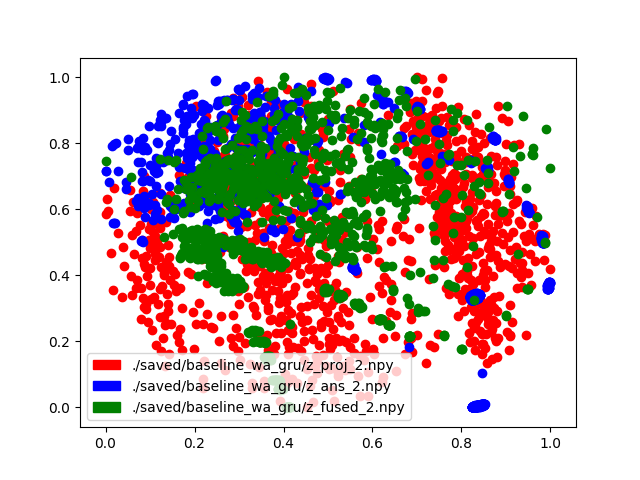 1.0
0.8
0.6
0.4
0.2
0.0
./saved/baseline_wa_gru/z_proj_2.npy
./saved/baseline_wa_gru/z_ans_2.npy
./saved/baseline_wa_gru/z_fused_2.npy
0.0 0.2 0.4 0.6 0.8 1.0